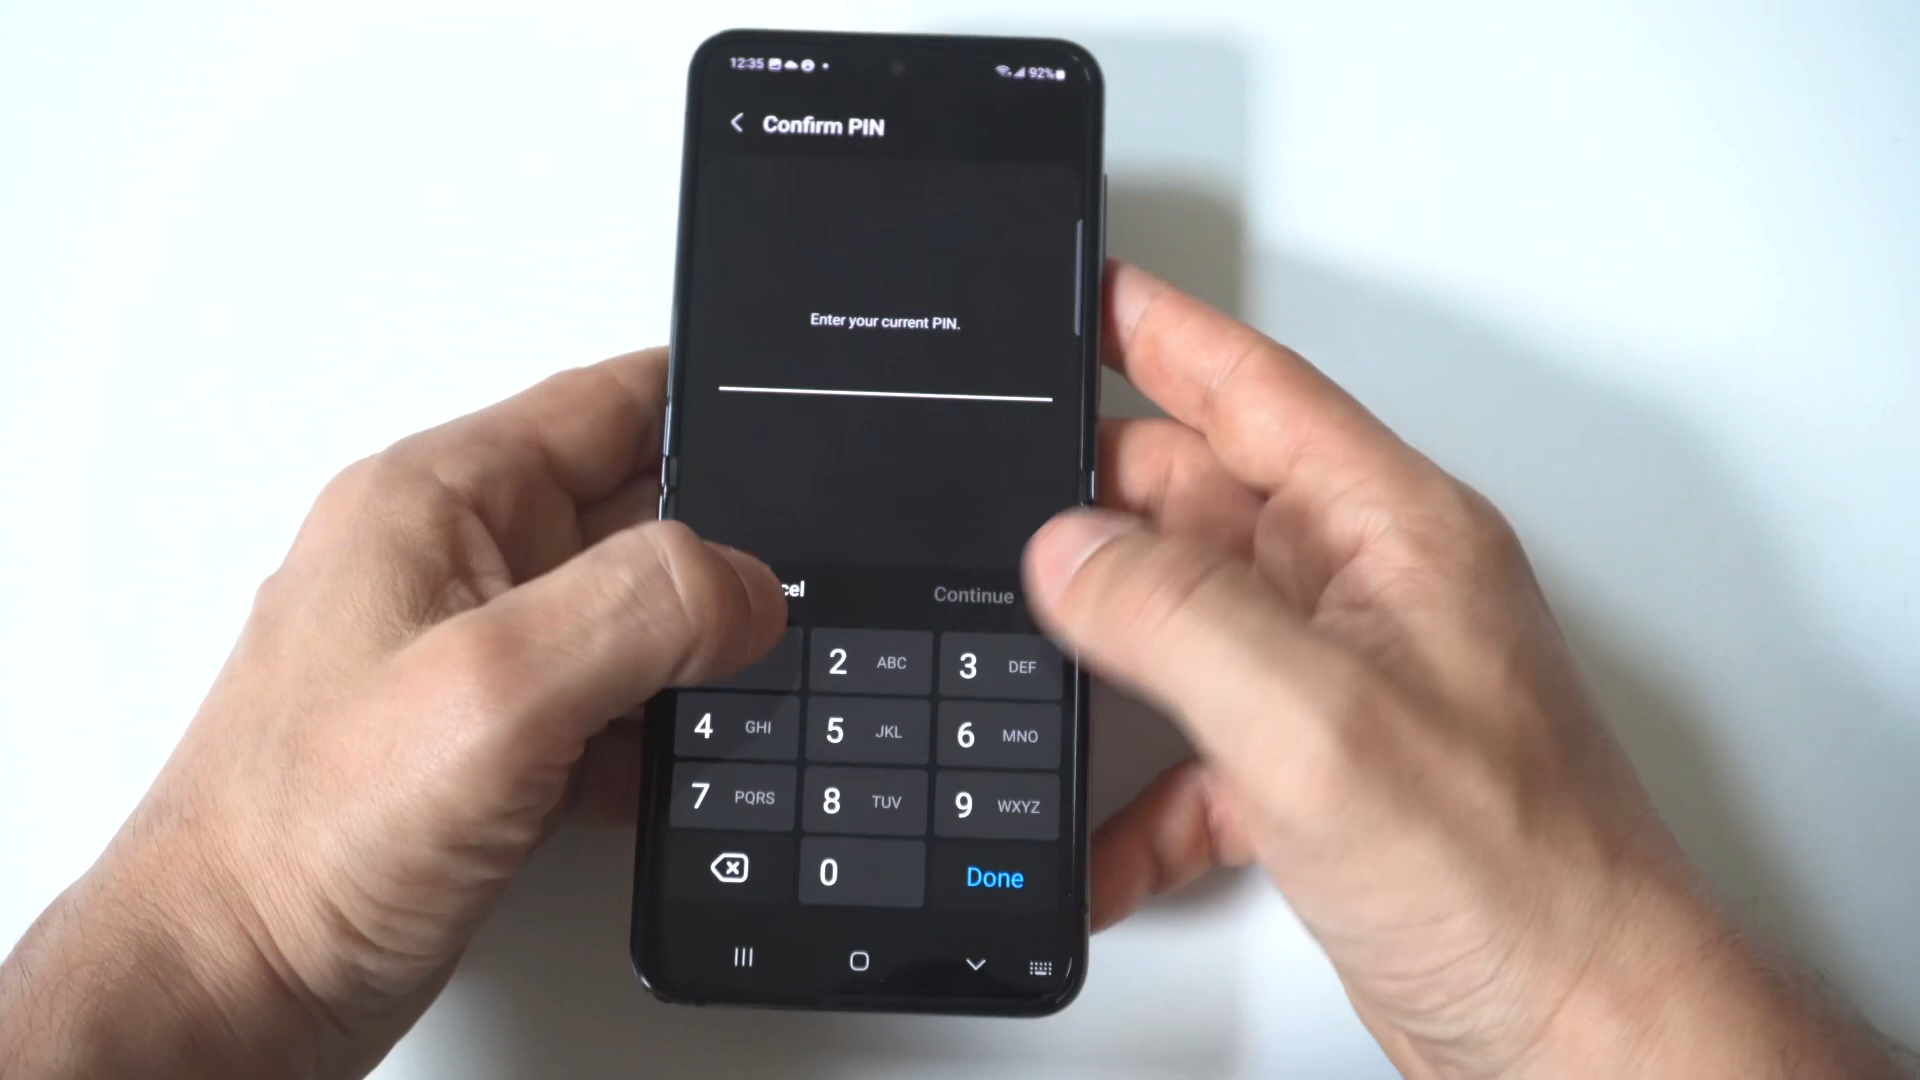 12:35 92%
Confirm PIN
Enter your current PIN.
cel Continue
2 ABC 3 DEF
4 GHI 5 JKL 6 MNO
7 PQRS 8 TUV 9 WXYZ
0 Done